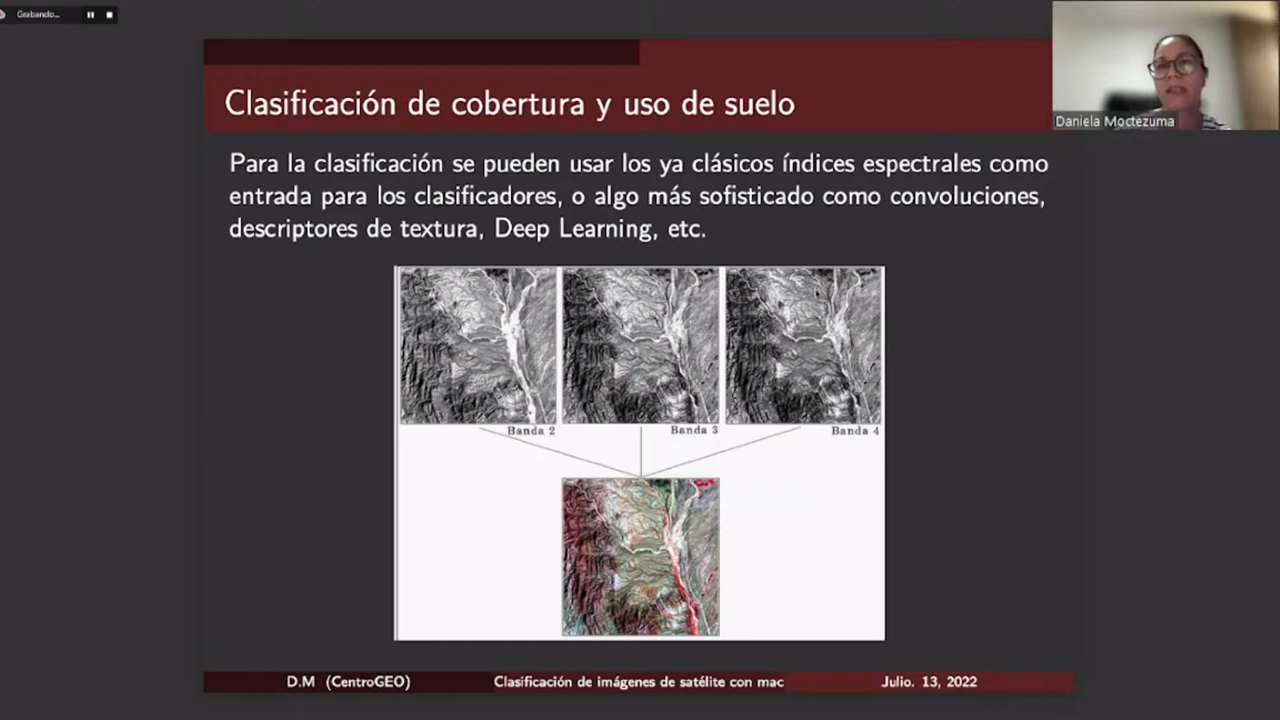 Grabando...
Clasificación de cobertura y uso de suelo
Daniela Moctezuma
Para la clasificación se pueden usar los ya clásicos índices espectrales como
entrada para los clasificadores, o algo más sofisticado como convoluciones,
descriptores de textura, Deep Learning, etc.
Banda 2 Banda 3 Banda 4
D.M (CentroGEO) Clasificación de imágenes de satélite con mac Julio. 13, 2022